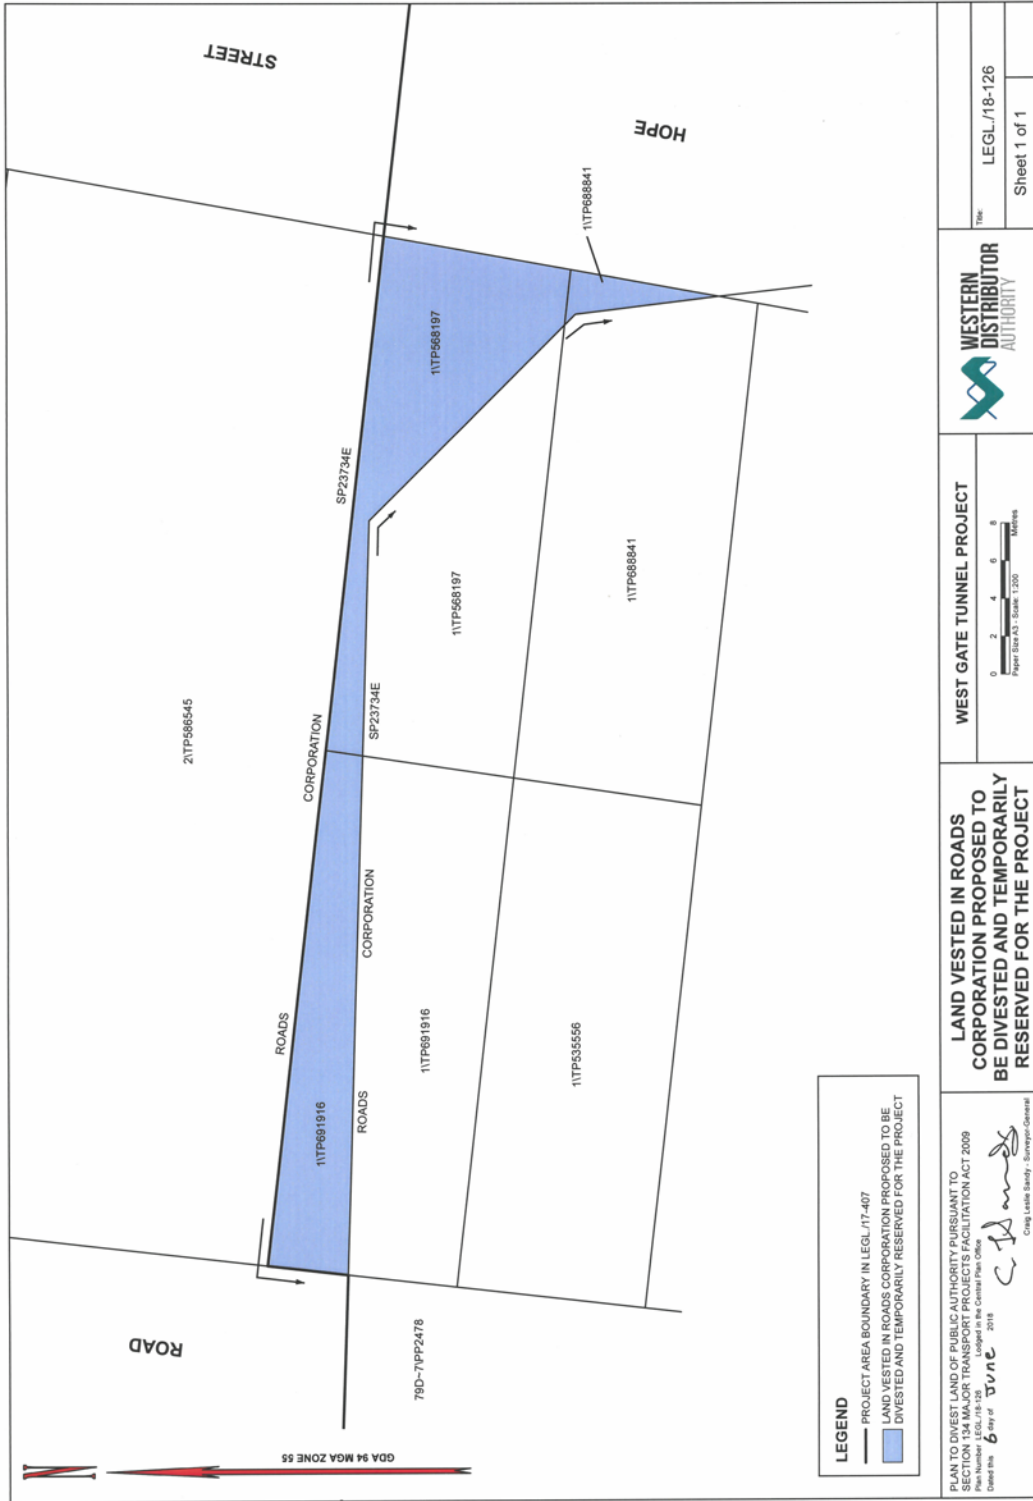 STREET
HOPE
ROAD
2\TP586545
SP23734E
1\TP568197
1\TP688841
CORPORATION
ROADS
1\TP691916
SP23734E
1\TP568197
1\TP688841
CORPORATION
ROADS
1\TP691916
1\TP535556
79D~7\PP2478
GDA 94 MGA ZONE 55
N
LEGEND
PROJECT AREA BOUNDARY IN LEGL./17-407
LAND VESTED IN ROADS CORPORATION PROPOSED TO BE
DIVESTED AND TEMPORARILY RESERVED FOR THE PROJECT
PLAN TO DIVEST LAND OF PUBLIC AUTHORITY PURSUANT TO
SECTION 134 MAJOR TRANSPORT PROJECTS FACILITATION ACT 2009
Plan Number LEGL./18-126 Lodged in the Central Plan Office
Dated this 6 day of June 2018
Craig Leslie Sandy - Surveyor-General
LAND VESTED IN ROADS
CORPORATION PROPOSED TO
BE DIVESTED AND TEMPORARILY
RESERVED FOR THE PROJECT
WEST GATE TUNNEL PROJECT
0 2 4 6 8
Metres
Paper Size A3 - Scale: 1:200
WESTERN
DISTRIBUTOR
AUTHORITY
Title:
LEGL./18-126
Sheet 1 of 1